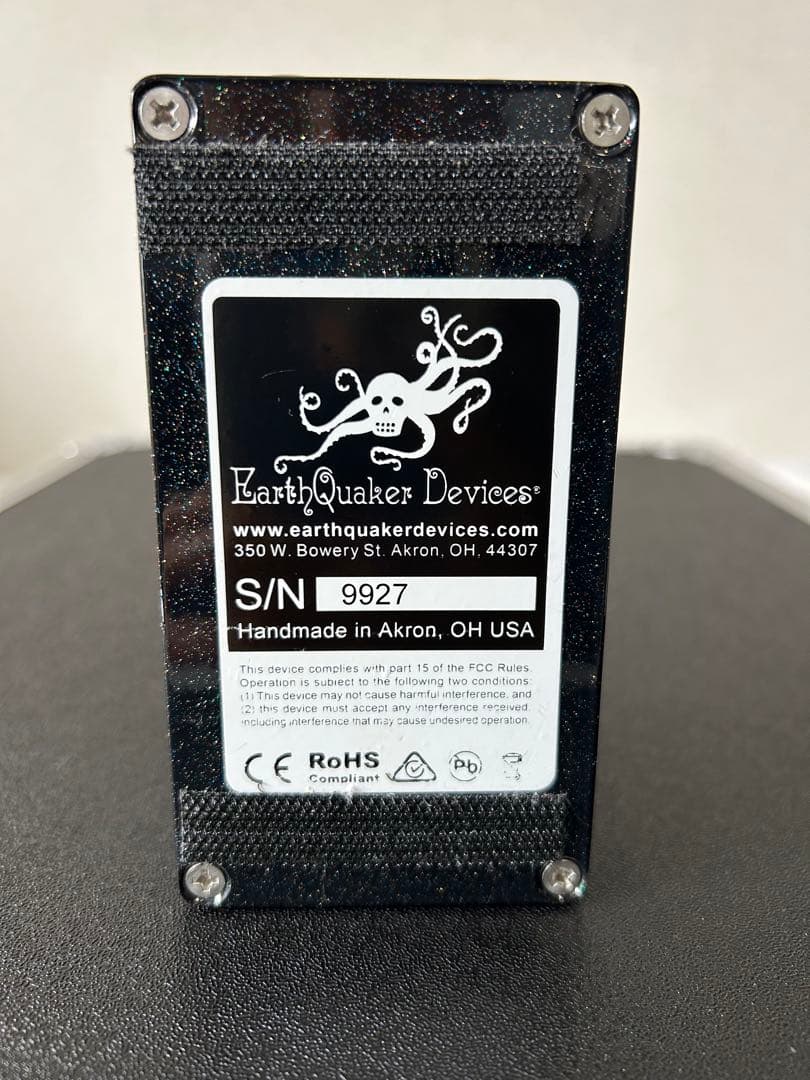 EarthQuaker Devices®
www.earthquakerdevices.com
350 W. Bowery St. Akron, OH, 44307
S/N 9927
Handmade in Akron, OH USA
This device complies with part 15 of the FCC Rules.
Operation is subject to the following two conditions:
(1) This device may not cause harmful interference, and
(2) this device must accept any interference received,
including interference that may cause undesired operation.
CE RoHS
Compliant
Pb